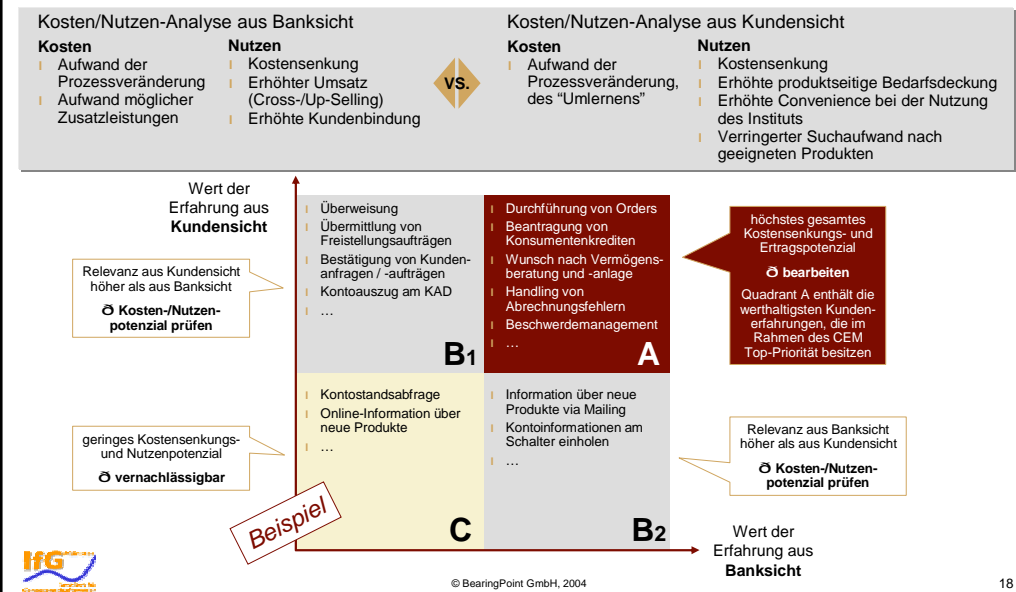 Kosten/Nutzen-Analyse aus Banksicht
Kosten
Aufwand der
Prozessveränderung
Aufwand möglicher
Zusatzleistungen
Nutzen
Kostensenkung
Erhöhter Umsatz
(Cross-/Up-Selling)
Erhöhte Kundenbindung
VS.
Kosten/Nutzen-Analyse aus Kundensicht
Kosten
Aufwand der
Prozessveränderung,
des "Umlernens”
Nutzen
Kostensenkung
Erhöhte produktseitige Bedarfsdeckung
Erhöhte Convenience bei der Nutzung
des Instituts
Verringerter Suchaufwand nach
geeigneten Produkten
Wert der
Erfahrung aus
Kundensicht
Relevanz aus Kundensicht
höher als aus Banksicht
ð Kosten-/Nutzen-
potenzial prüfen
Überweisung
Übermittlung von
Freistellungsaufträgen
Bestätigung von Kunden-
anfragen / -aufträgen
Kontoauszug am KAD
…
B1
Durchführung von Orders
Beantragung von
Konsumentenkrediten
Wunsch nach Vermögens-
beratung und -anlage
Handling von
Abrechnungsfehlern
Beschwerdemanagement
…
A
höchstes gesamtes
Kostensenkungs- und
Ertragspotenzial
ð bearbeiten
Quadrant A enthält die
werthaltigsten Kunden-
erfahrungen, die im
Rahmen des CEM
Top-Priorität besitzen
geringes Kostensenkungs-
und Nutzenpotenzial
ð vernachlässigbar
Kontostandsabfrage
Online-Information über
neue Produkte
…
C
Beispiel
Information über neue
Produkte via Mailing
Kontoinformationen am
Schalter einholen
…
B2
Relevanz aus Banksicht
höher als aus Kundensicht
ð Kosten-/Nutzen-
potenzial prüfen
Wert der
Erfahrung aus
Banksicht
IfG
© BearingPoint GmbH, 2004
18